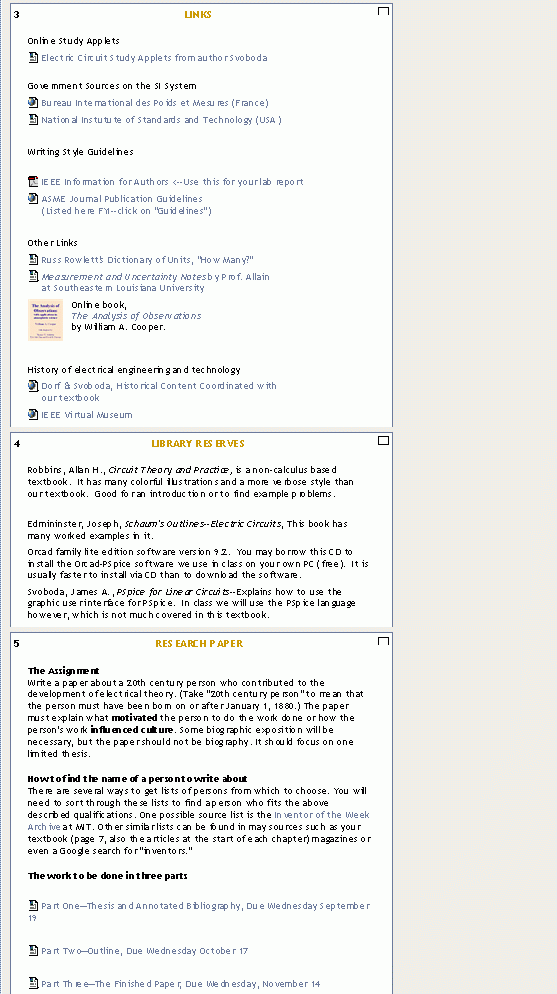 3
LINKS
Online Study Applets
Electric Circuit Study Applets from author Svoboda
Government Sources on the SI System
Bureau International des Poids et Mesures (France)
National Instutute of Standards and Technology (USA)
Writing Style Guidelines
IEEE Information for Authors <--Use this for your lab report
ASME Journal Publication Guidelines
(Listed here FYI--click on "Guidelines")
Other Links
Russ Rowlett's Dictionary of Units, "How Many?"
Measurement and Uncertainty Notes by Prof. Allain
at Southeastern Louisiana University
Online book,
The Analysis of Observations
by William A. Cooper.
History of electrical engineering and technology
Dorf & Svoboda, Historical Content Coordinated with
our textbook
IEEE Virtual Museum
4
LIBRARY RESERVES
Robbins, Allan H., Circuit Theory and Practice, is a non-calculus based
textbook. It has many colorful illustrations and a more verbose style than
our textbook. Good for an introduction or to find example problems.
Edmininster, Joseph, Schaum's Outlines--Electric Circuits, This book has
many worked examples in it.
Orcad family lite edition software version 9.2. You may borrow this CD to
install the Orcad-PSpice software we use in class on your own PC (free). It is
usually faster to install via CD than to download the software.
Svoboda, James A., PSpice for Linear Circuits--Explains how to use the
graphic user interface for PSpice. In class we will use the PSpice language
however, which is not much covered in this textbook.
5
RESEARCH PAPER
The Assignment
Write a paper about a 20th century person who contributed to the
development of electrical theory. (Take "20th century person" to mean that
the person must have been born on or after January 1, 1880.) The paper
must explain what motivated the person to do the work done or how the
person's work influenced culture. Some biographic exposition will be
necessary, but the paper should not be biography. It should focus on one
limited thesis.
How t of ind the name of a person to write about
There are several ways to get lists of persons from which to choose. You will
need to sort through these lists to find a person who fits the above
described qualifications. One possible source list is the Inventor of the Week
Archive at MIT. Other similar lists can be found in may sources such as your
textbook (page 7, also the articles at the start of each chapter) magazines or
even a Google search for "inventors."
The work to be done in three parts
Part One—Thesis and Annotated Bibliography, Due Wednesday September
19
Part Two—Outline, Due Wednesday October 17
Part Three—The Finished Paper, Due Wednesday, November 14